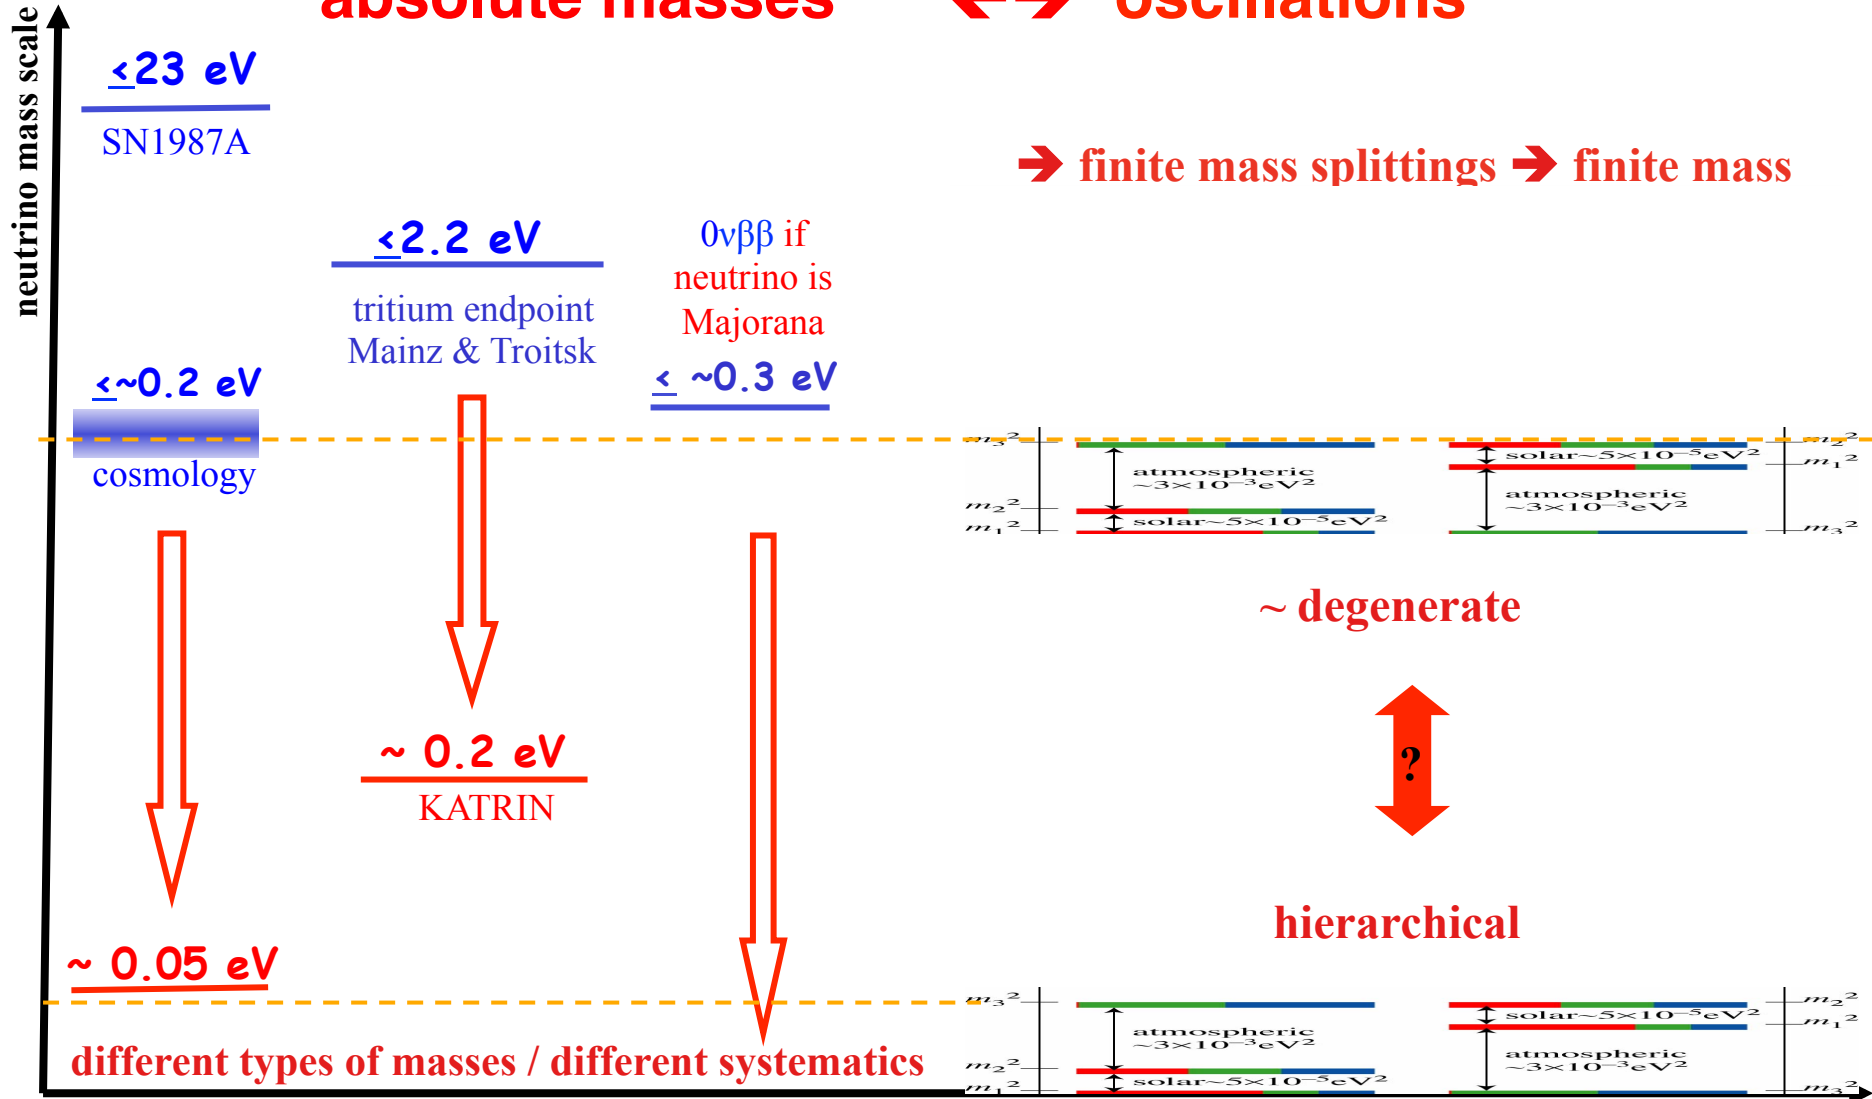 absolute masses ←→ oscillations
neutrino mass scale
≤23 eV
SN1987A
➔ finite mass splittings ➔ finite mass
≤2.2 eV
tritium endpoint
Mainz & Troitsk
0νββ if
neutrino is
Majorana
≤ ~0.3 eV
≤~0.2 eV
cosmology
m₃²
atmospheric
~3×10⁻³eV²
m₂²
solar~5×10⁻⁵eV²
m₁²
m₂²
solar~5×10⁻⁵eV²
m₁²
atmospheric
~3×10⁻³eV²
m₃²
~ degenerate
?
hierarchical
~ 0.2 eV
KATRIN
~ 0.05 eV
m₃²
atmospheric
~3×10⁻³eV²
m₂²
solar~5×10⁻⁵eV²
m₁²
m₂²
solar~5×10⁻⁵eV²
m₁²
atmospheric
~3×10⁻³eV²
m₃²
different types of masses / different systematics